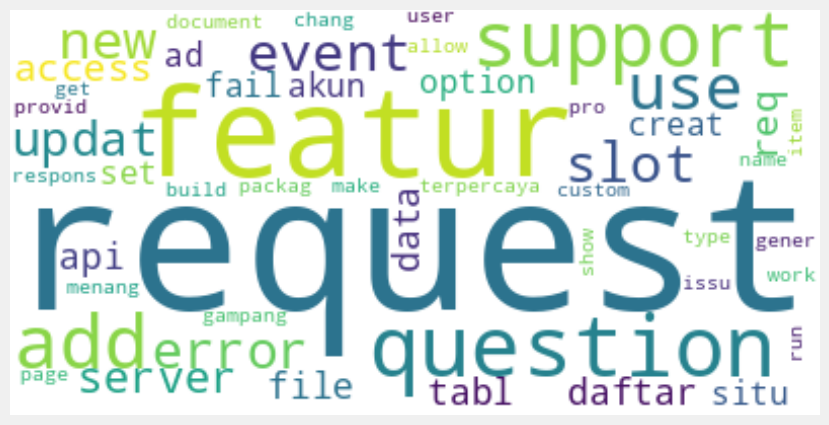 document chang user
new ad event support
access allow
get fail akun option use
provid featur pro creat req item
updat slot name
respons set build packag make terpercaya custom
request
data
api show type gener
menang issu work
gampang
add error question run
page server file tabl daftar situ